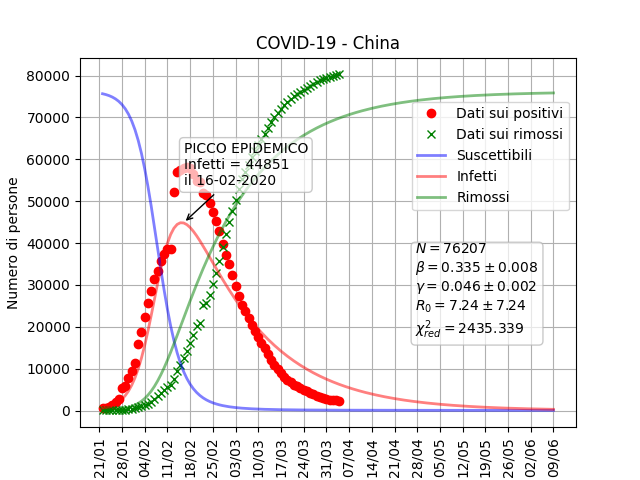 COVID-19 - China
Numero di persone
80000
70000
60000
50000
40000
30000
20000
10000
0
PICCO EPIDEMICO
Infetti = 44851
il 16-02-2020
Dati sui positivi
Dati sui rimossi
Suscettibili
Infetti
Rimossi
N = 76207
β = 0.335 ± 0.008
γ = 0.046 ± 0.002
R₀ = 7.24 ± 7.24
χ²red = 2435.339
21/01
28/01
04/02
11/02
18/02
25/02
03/03
10/03
17/03
24/03
31/03
07/04
14/04
21/04
28/04
05/05
12/05
19/05
26/05
02/06
09/06